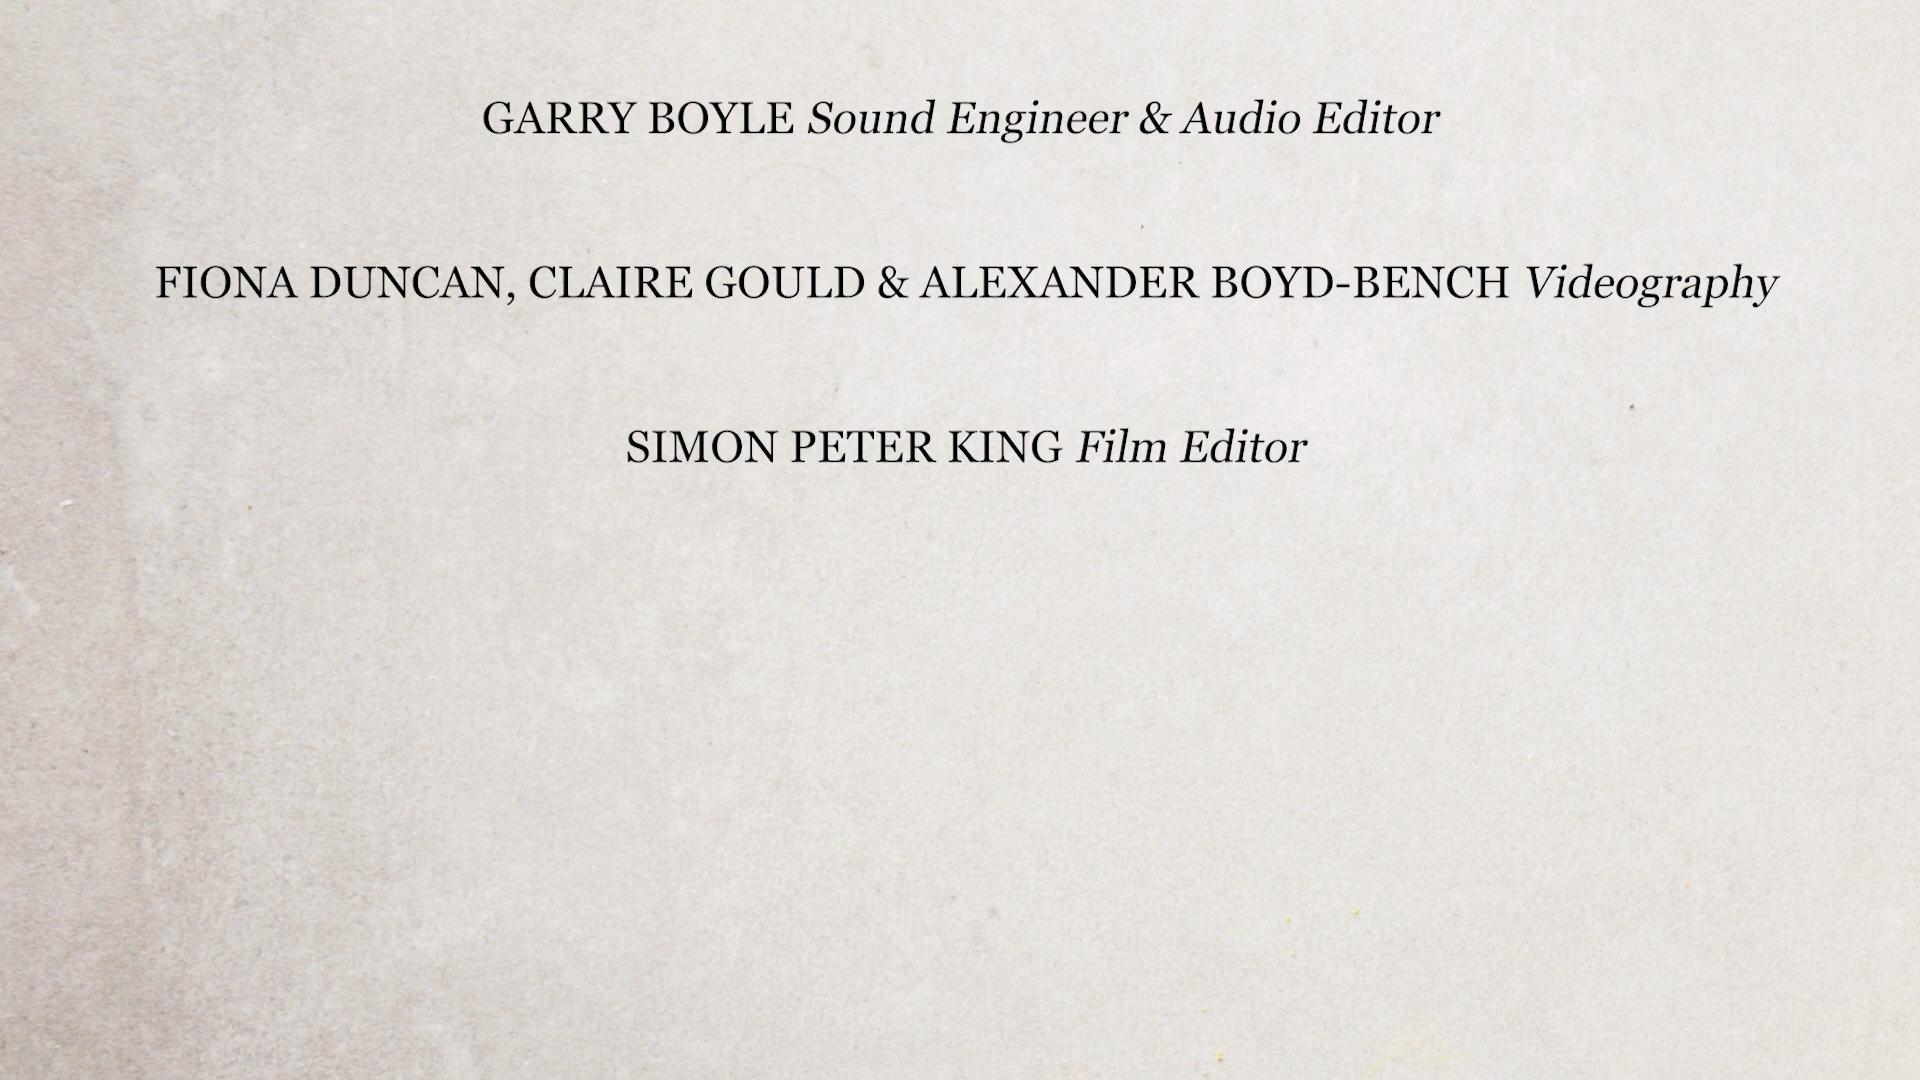 GARRY BOYLE Sound Engineer & Audio Editor
FIONA DUNCAN, CLAIRE GOULD & ALEXANDER BOYD-BENCH Videography
SIMON PETER KING Film Editor